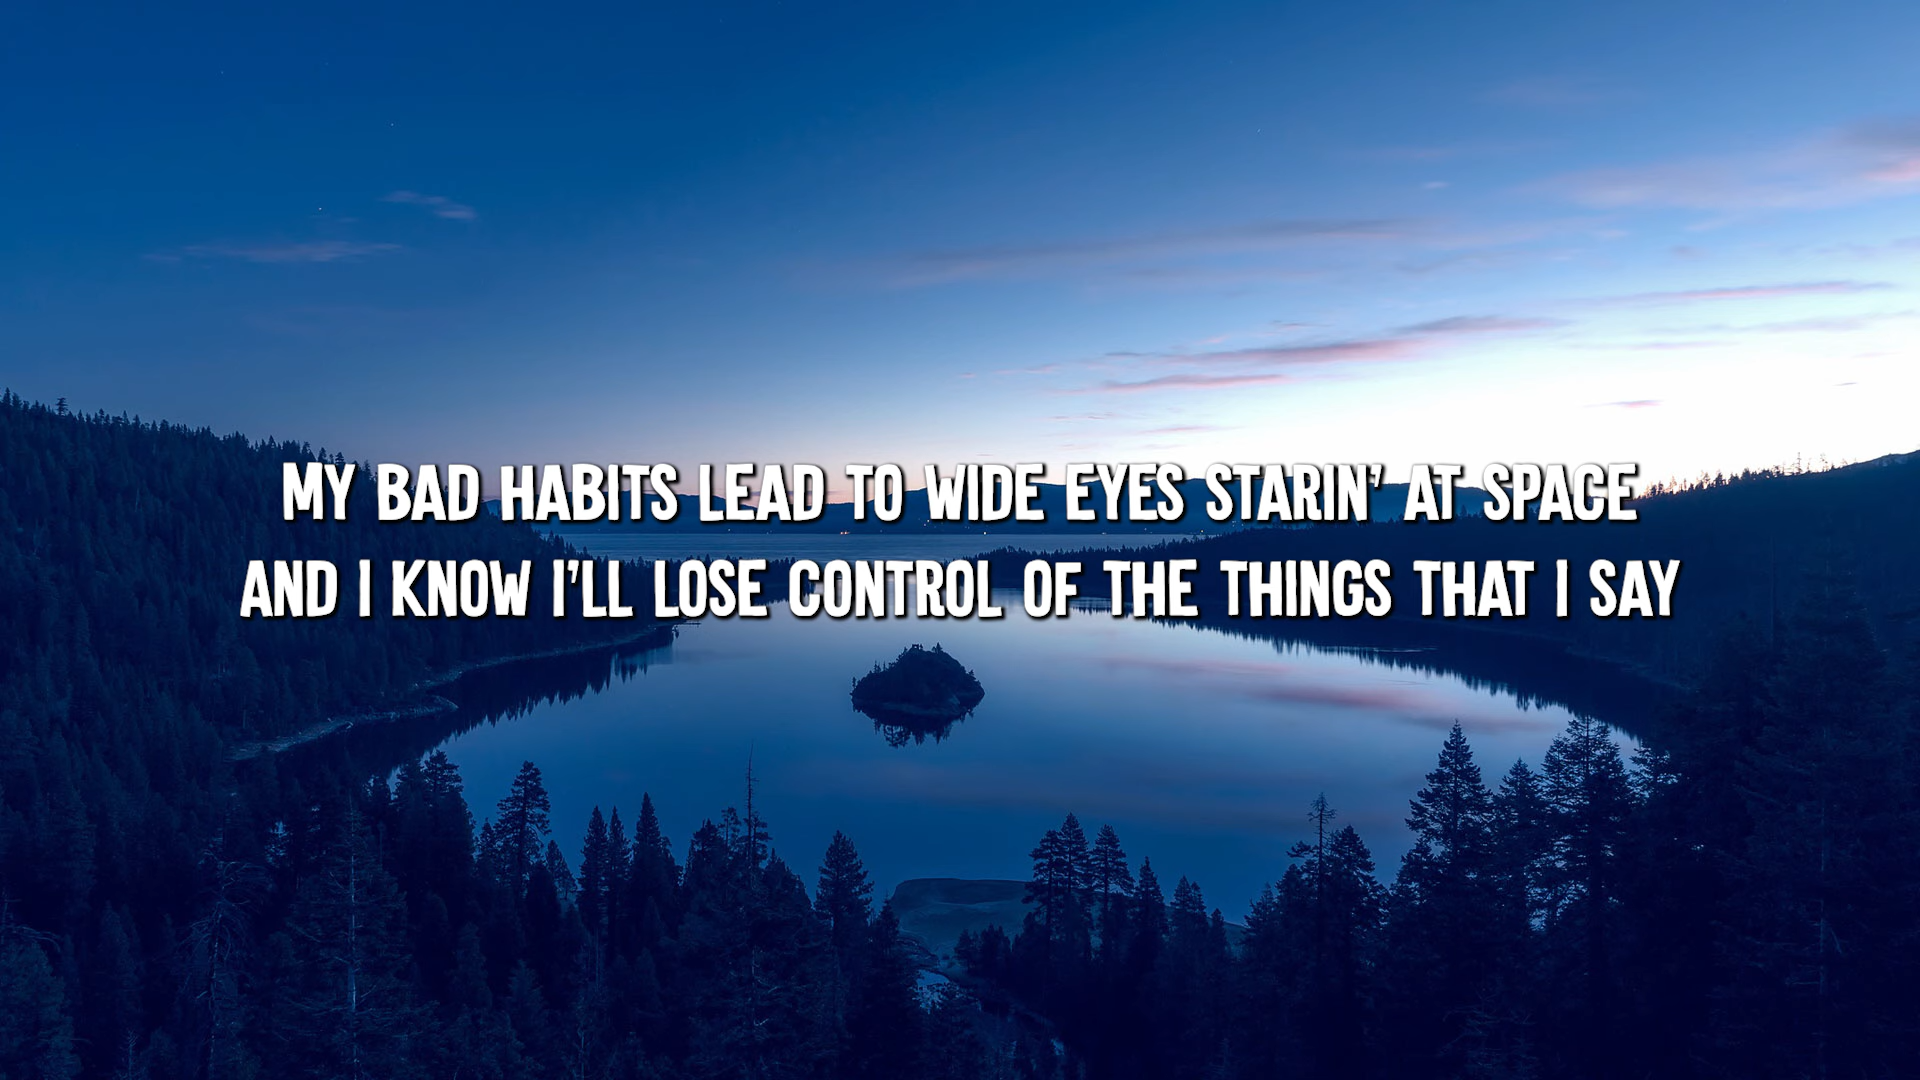 MY BAD HABITS LEAD TO WIDE EYES STARIN' AT SPACE
AND I KNOW I'LL LOSE CONTROL OF THE THINGS THAT I SAY